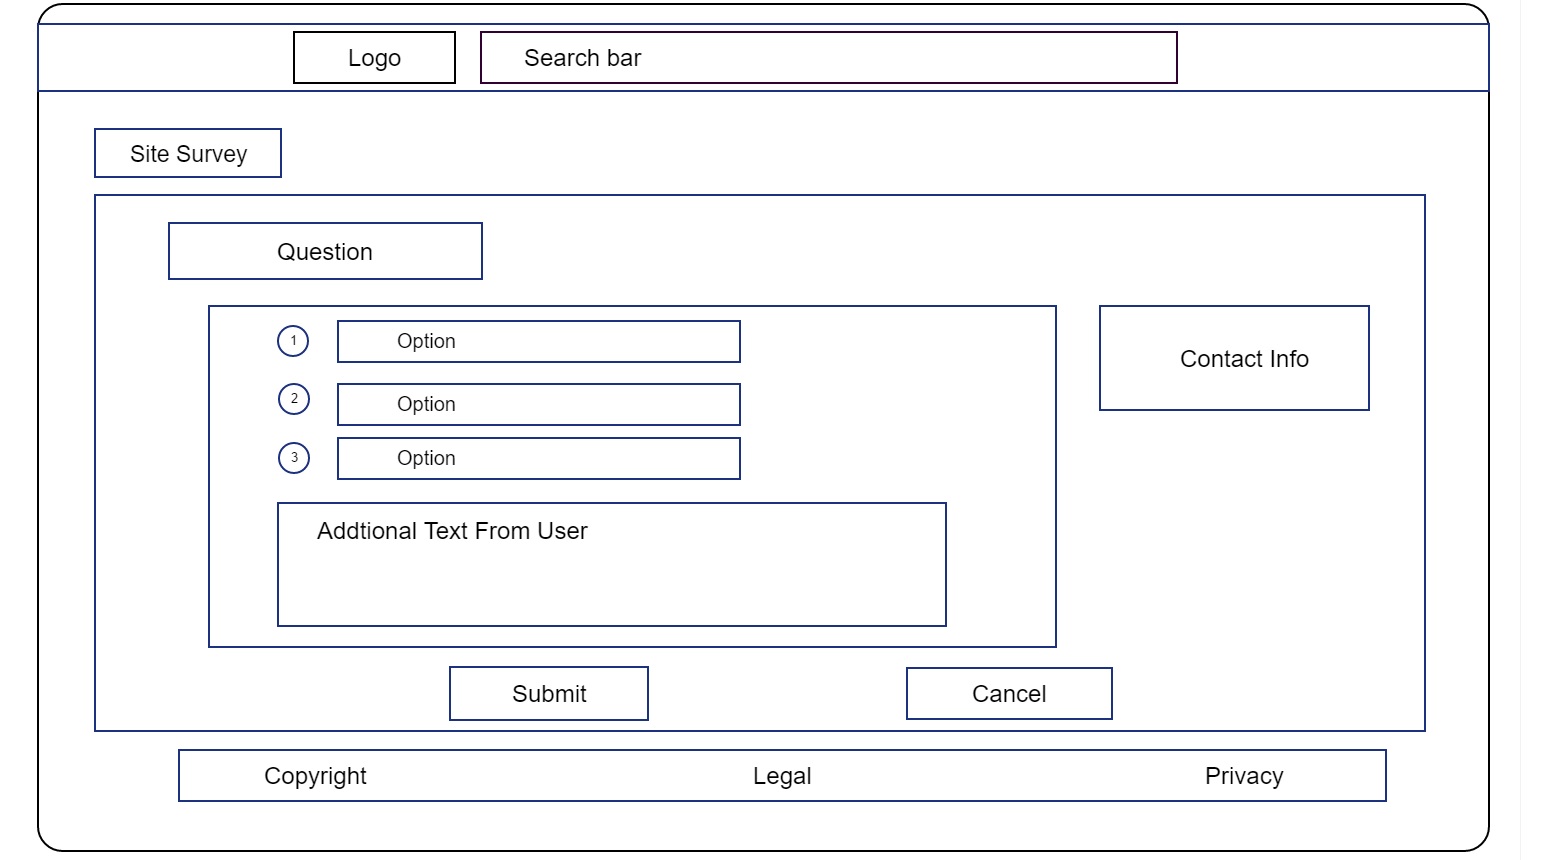 Logo
Search bar
Site Survey
Question
1 Option
2 Option
3 Option
Contact Info
Addtional Text From User
Submit
Cancel
Copyright
Legal
Privacy